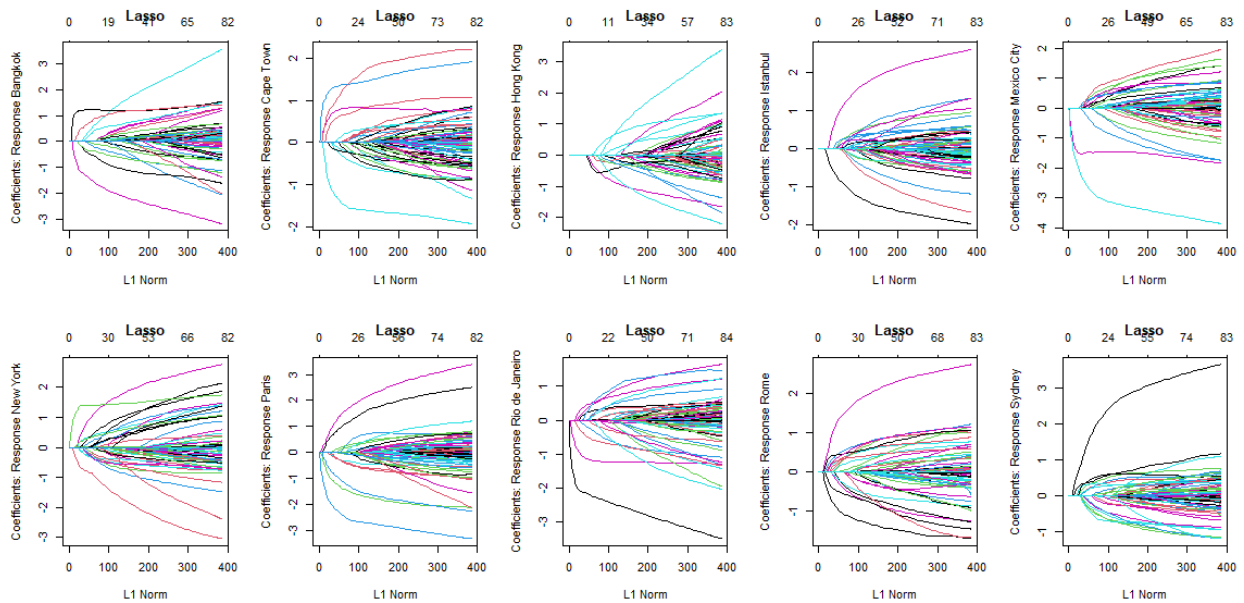 Lasso
0 19 41 65 82
Coefficients: Response Bangkok
3
2
1
0
-1
-2
-3
0 100 200 300 400
L1 Norm
Lasso
0 24 50 73 82
Coefficients: Response Cape Town
2
1
0
-1
-2
0 100 200 300 400
L1 Norm
Lasso
0 11 34 57 83
Coefficients: Response Hong Kong
3
2
1
0
-1
-2
0 100 200 300 400
L1 Norm
Lasso
0 26 52 71 83
Coefficients: Response Istanbul
2
1
0
-1
-2
0 100 200 300 400
L1 Norm
Lasso
0 26 49 65 83
Coefficients: Response Mexico City
2
1
0
-1
-2
-3
-4
0 100 200 300 400
L1 Norm
Lasso
0 30 53 66 82
Coefficients: Response New York
2
1
0
-1
-2
-3
0 100 200 300 400
L1 Norm
Lasso
0 26 56 74 82
Coefficients: Response Paris
3
2
1
0
-1
-2
-3
0 100 200 300 400
L1 Norm
Lasso
0 22 50 71 84
Coefficients: Response Rio de Janeiro
1
0
-1
-2
-3
0 100 200 300 400
L1 Norm
Lasso
0 30 50 68 83
Coefficients: Response Rome
2
1
0
-1
0 100 200 300 400
L1 Norm
Lasso
0 24 55 74 83
Coefficients: Response Sydney
3
2
1
0
-1
0 100 200 300 400
L1 Norm